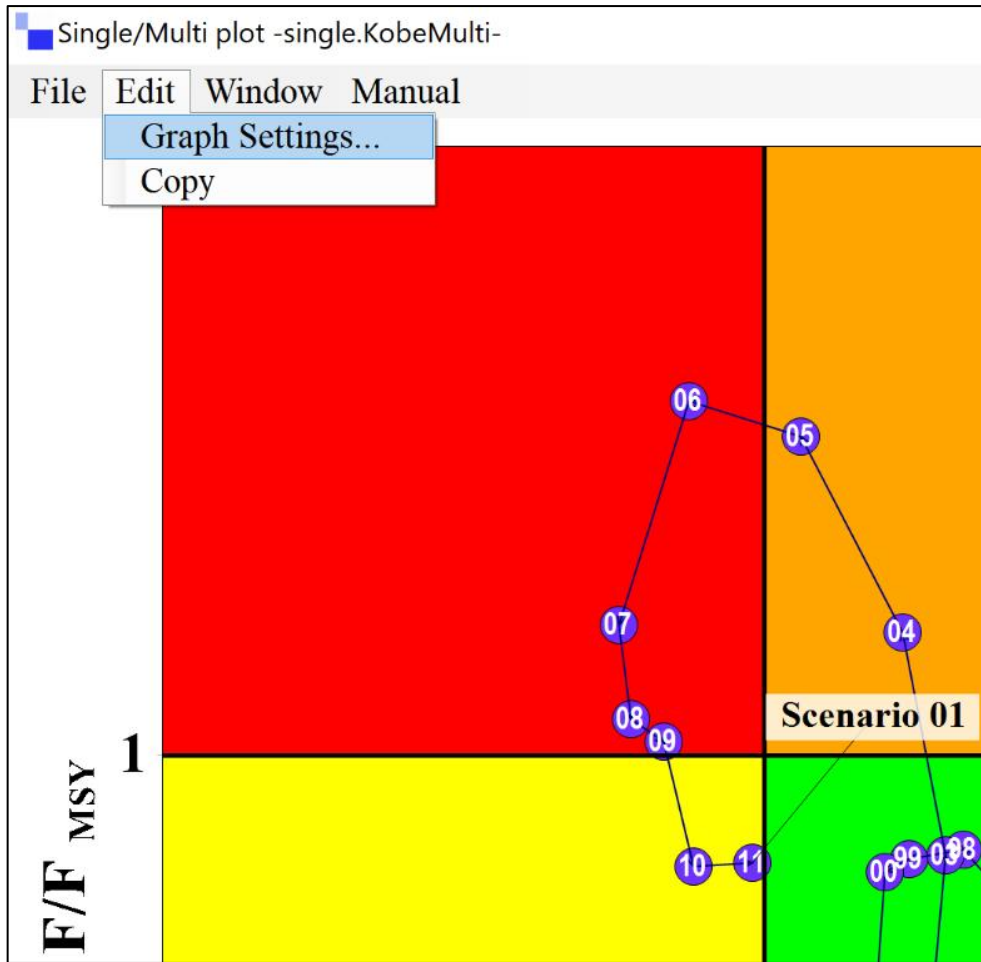 Single/Multi plot -single.KobeMulti-
File Edit Window Manual
Graph Settings...
Copy
06
05
07
04
08
Scenario 01
09
1
F/F MSY
10
11
00
99
03
98